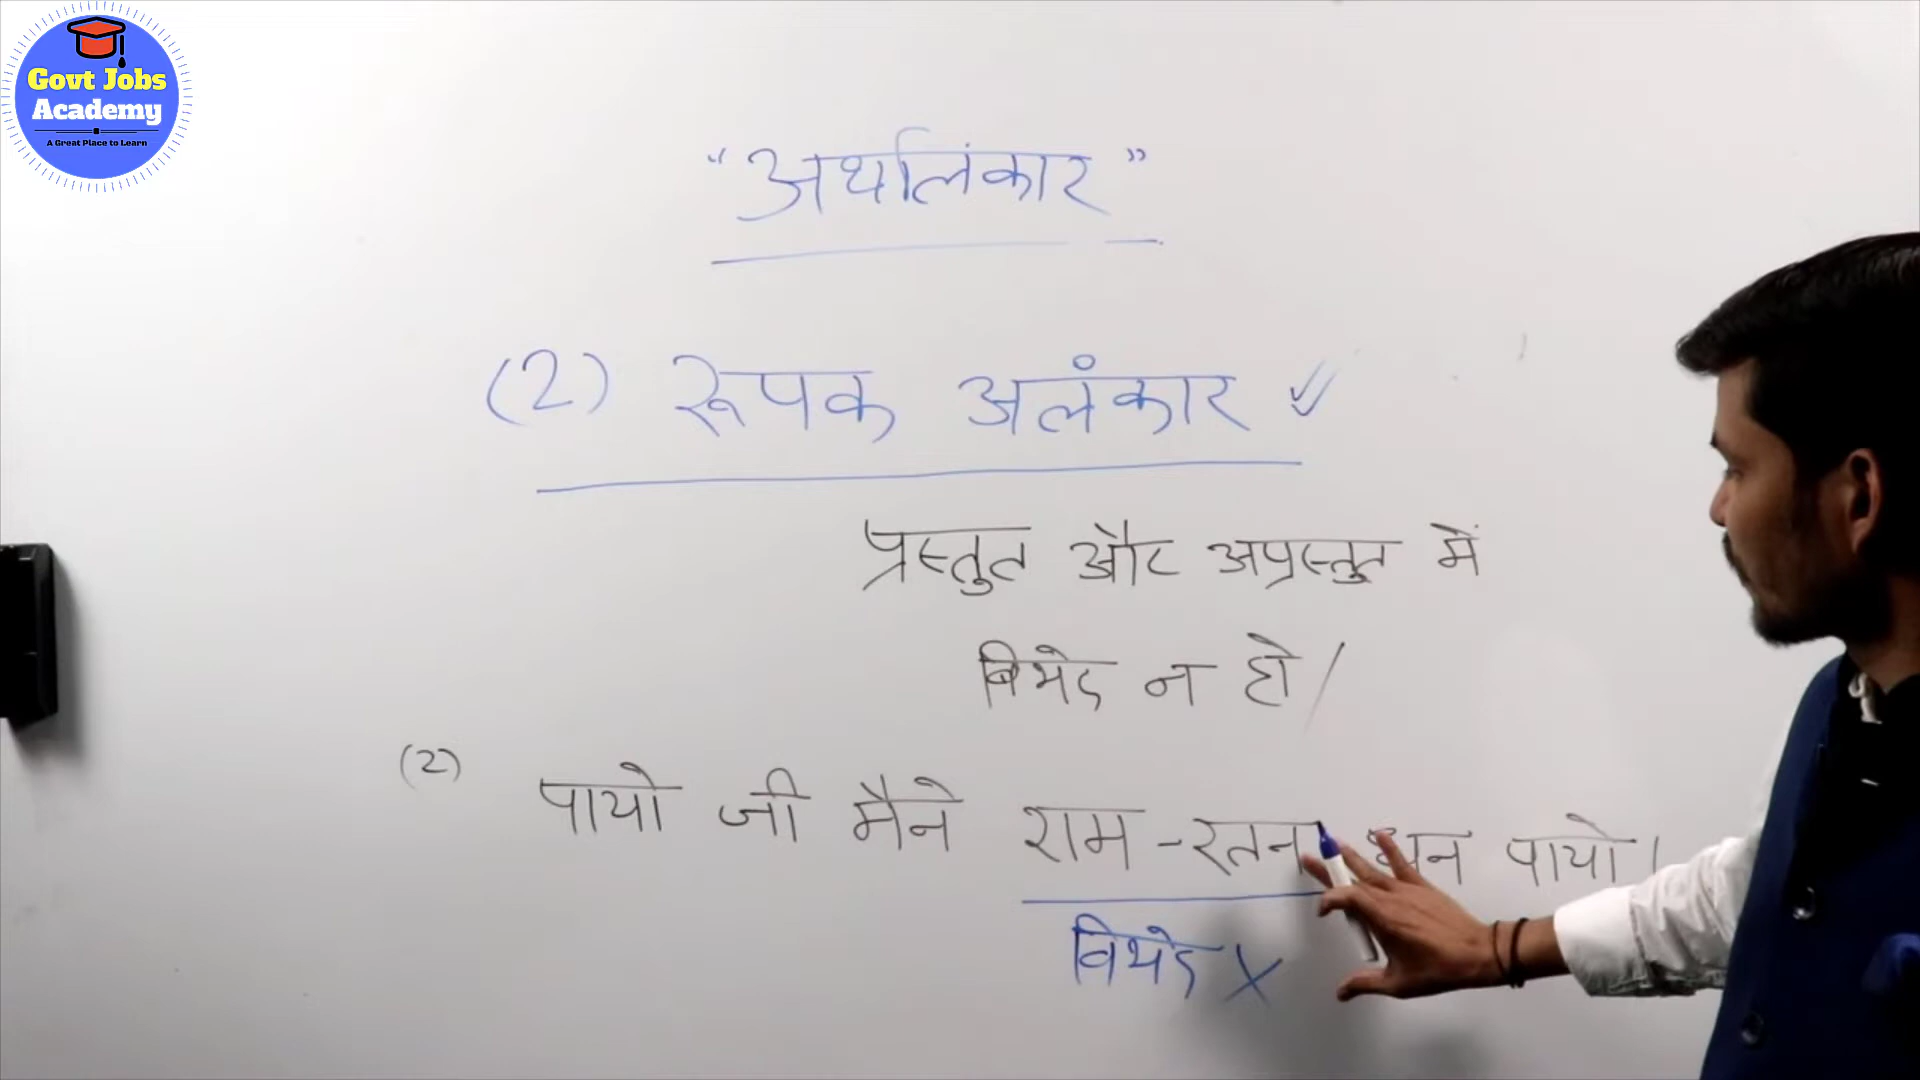 Govt Jobs
Academy
A Great Place to Learn
“अर्थालंकार”
(2) रूपक अलंकार
प्रस्तुत और अप्रस्तुत में
विभेद न हो/
(2) पायो जी मैने राम-रतन धन पायो।
विभेद X